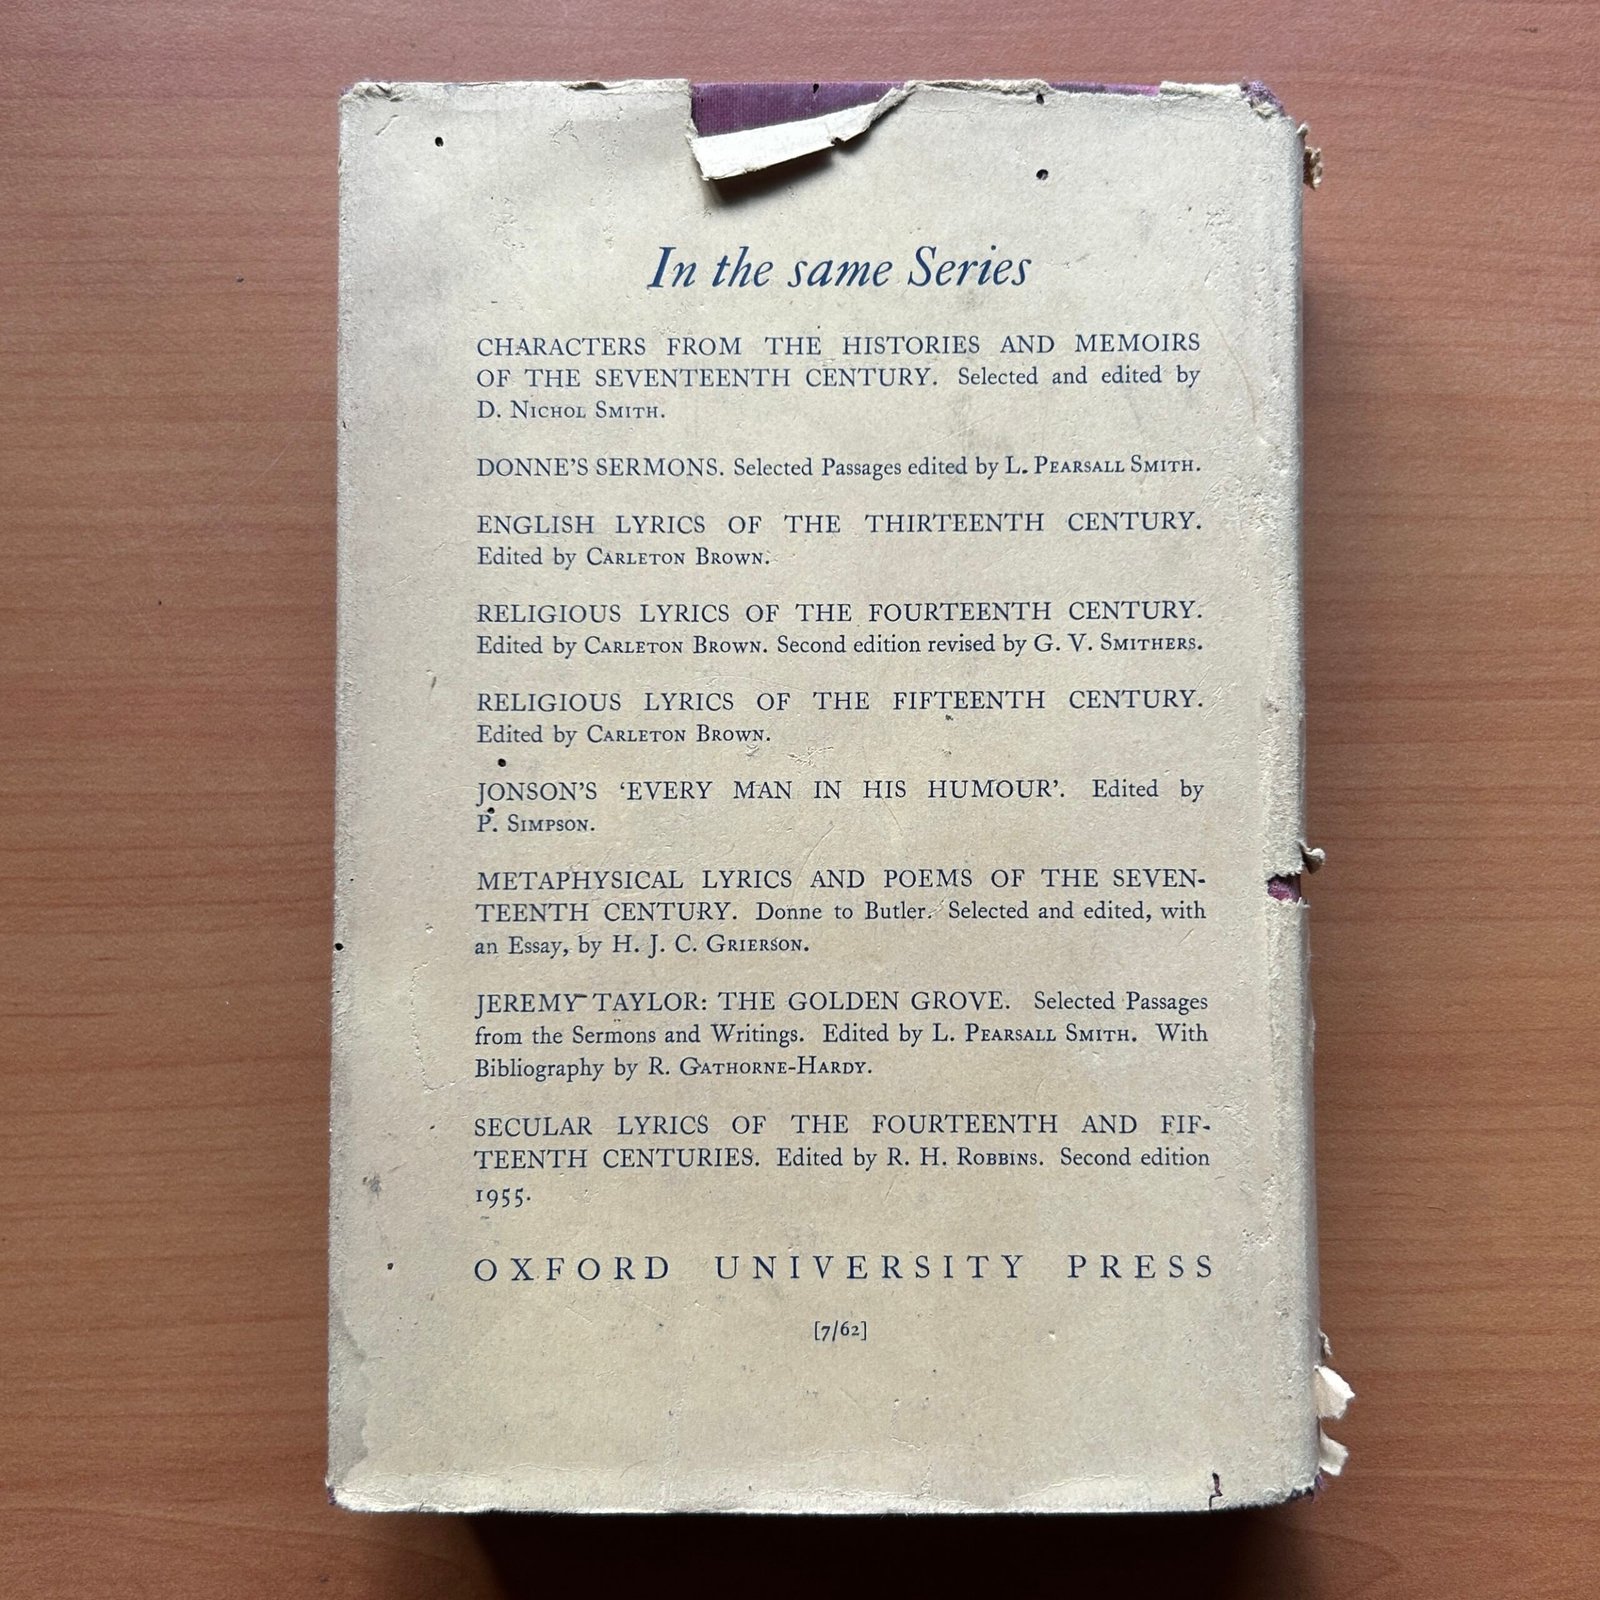 In the same Series
CHARACTERS FROM THE HISTORIES AND MEMOIRS
OF THE SEVENTEENTH CENTURY. Selected and edited by
D. NICHOL SMITH.
DONNE'S SERMONS. Selected Passages edited by L. PEARSALL SMITH.
ENGLISH LYRICS OF THE THIRTEENTH CENTURY.
Edited by CARLETON BROWN.
RELIGIOUS LYRICS OF THE FOURTEENTH CENTURY.
Edited by CARLETON BROWN. Second edition revised by G. V. SMITHERS.
RELIGIOUS LYRICS OF THE FIFTEENTH CENTURY.
Edited by CARLETON BROWN.
JONSON'S 'EVERY MAN IN HIS HUMOUR'. Edited by
P. SIMPSON.
METAPHYSICAL LYRICS AND POEMS OF THE SEVEN-
TEENTH CENTURY. Donne to Butler. Selected and edited, with
an Essay, by H. J. C. GRIERSON.
JEREMY TAYLOR: THE GOLDEN GROVE. Selected Passages
from the Sermons and Writings. Edited by L. PEARSALL SMITH. With
Bibliography by R. GATHORNE-HARDY.
SECULAR LYRICS OF THE FOURTEENTH AND FIF-
TEENTH CENTURIES. Edited by R. H. ROBBINS. Second edition
1955.
OXFORD UNIVERSITY PRESS
[7/62]